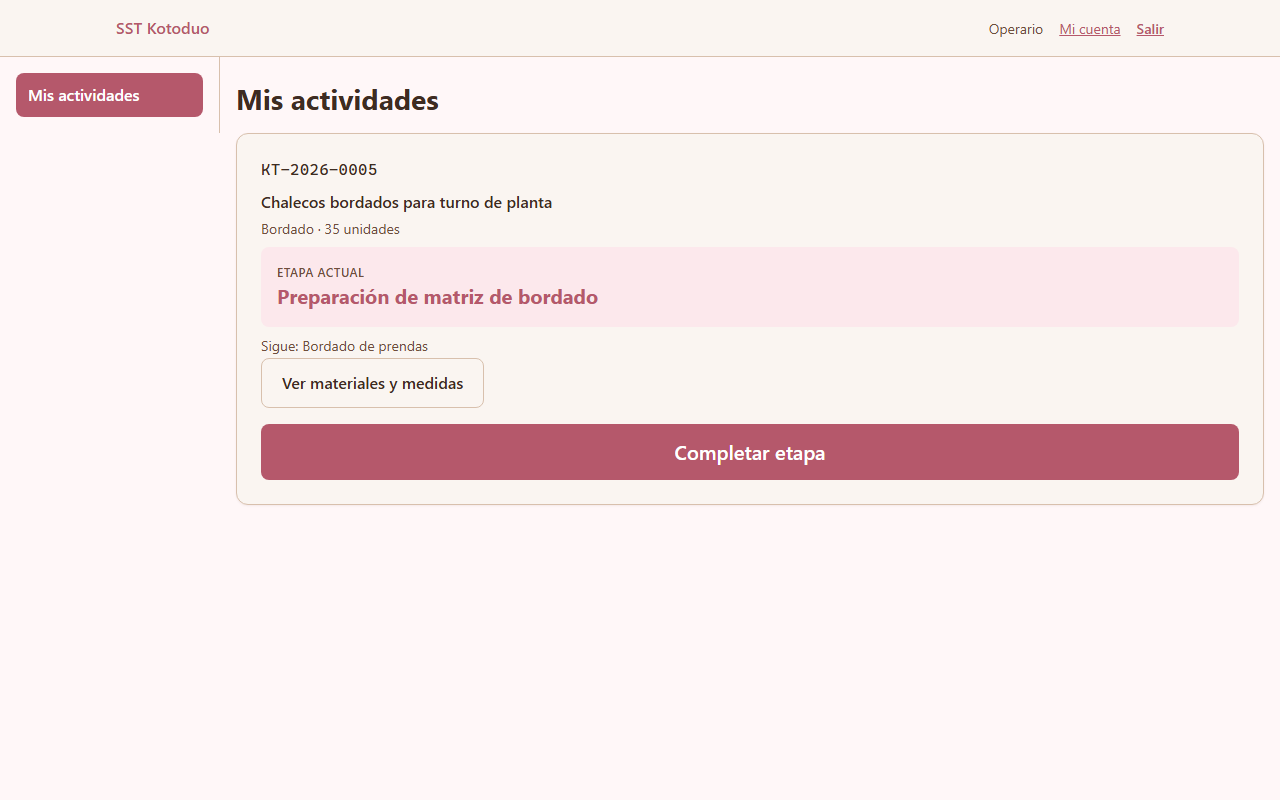 SST Kotoduo
Operario Mi cuenta Salir
Mis actividades
Mis actividades
KT-2026-0005
Chalecos bordados para turno de planta
Bordado · 35 unidades
ETAPA ACTUAL
Preparación de matriz de bordado
Sigue: Bordado de prendas
Ver materiales y medidas
Completar etapa